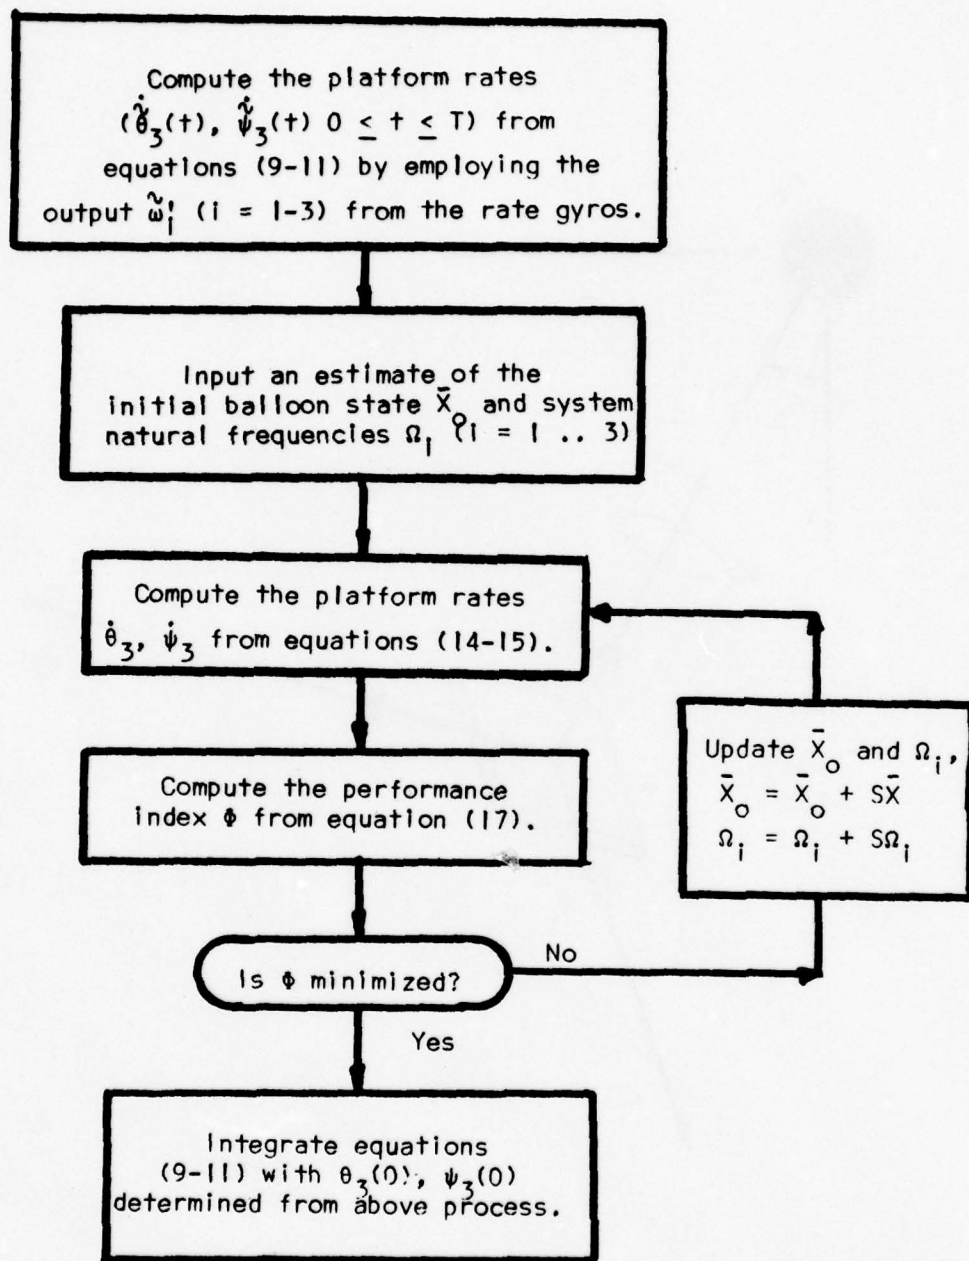 Compute the platform rates
(θ̃̇₃(t), ψ̃̇₃(t) 0 ≤ t ≤ T) from
equations (9-11) by employing the
output ω̃ᵢ' (i = 1-3) from the rate gyros.
Input an estimate of the
initial balloon state X̄ₒ and system
natural frequencies Ωᵢ (i = 1 .. 3)
Compute the platform rates
θ̇₃, ψ̇₃ from equations (14-15).
Compute the performance
index Φ from equation (17).
Update X̄ₒ and Ωᵢ,
X̄ₒ = X̄ₒ + SX̄
Ωᵢ = Ωᵢ + SΩᵢ
Is Φ minimized?
No
Yes
Integrate equations
(9-11) with θ₃(0), ψ₃(0)
determined from above process.